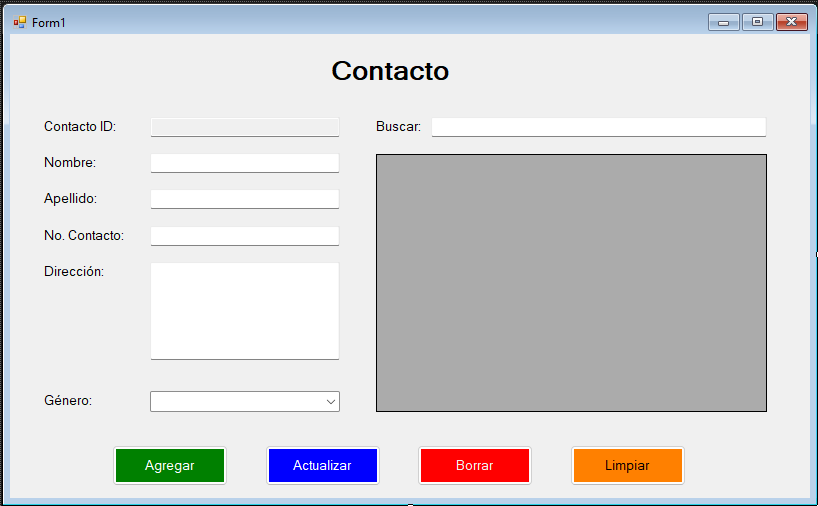 Form1
Contacto
Contacto ID:
Buscar:
Nombre:
Apellido:
No. Contacto:
Dirección:
Género:
Agregar
Actualizar
Borrar
Limpiar